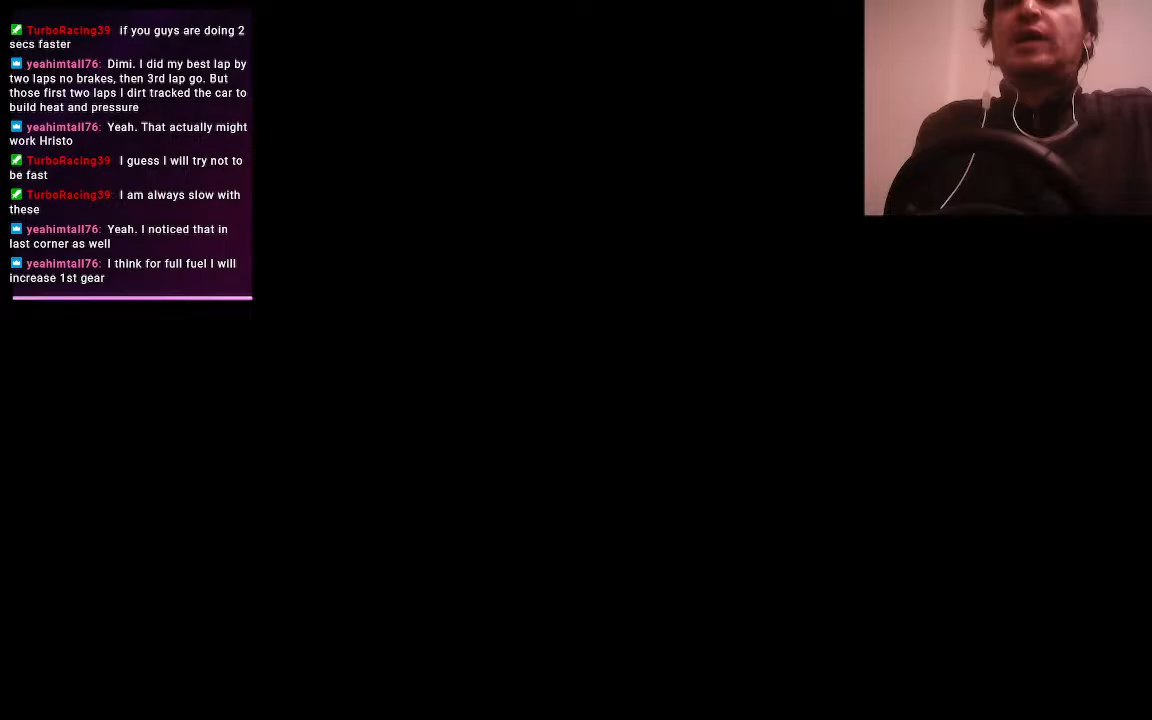 TurboRacing39 if you guys are doing 2
secs faster
yeahimtall76: Dimi. I did my best lap by
two laps no brakes, then 3rd lap go. But
those first two laps I dirt tracked the car to
build heat and pressure
yeahimtall76: Yeah. That actually might
work Hristo
TurboRacing39 I guess I will try not to
be fast
TurboRacing39 I am always slow with
these
yeahimtall76: Yeah. I noticed that in
last corner as well
yeahimtall76: I think for full fuel I will
increase 1st gear